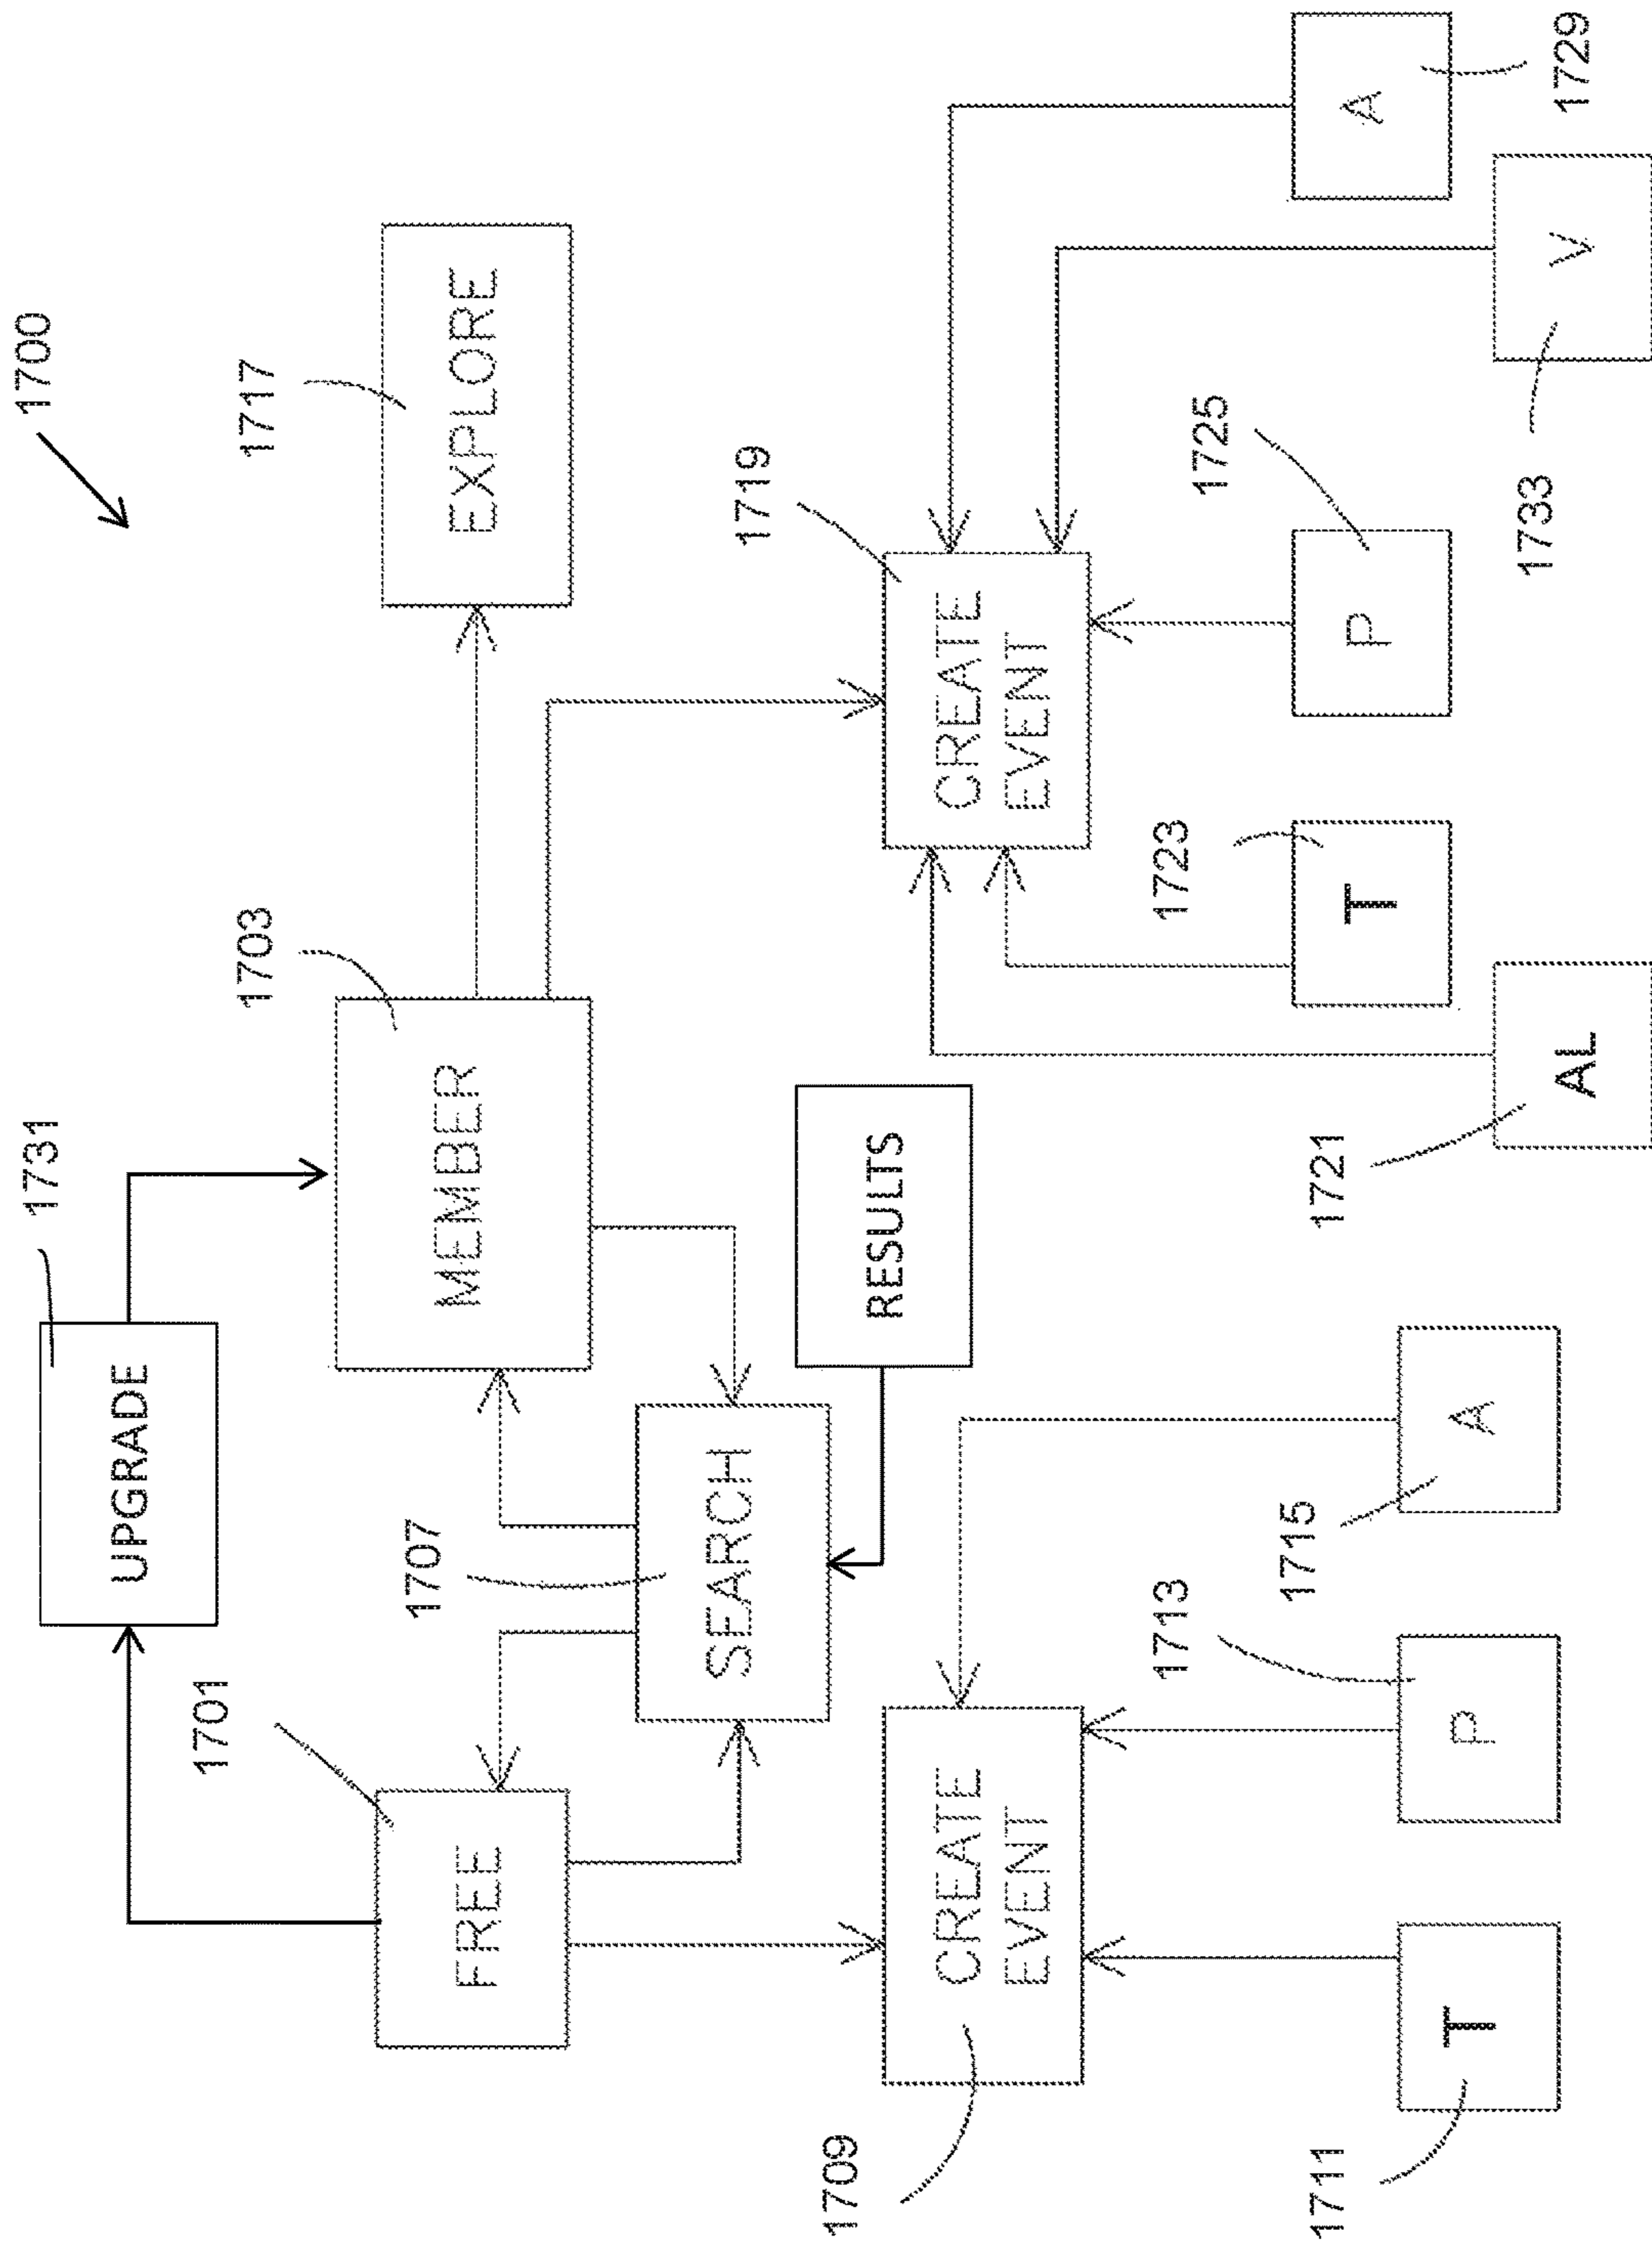 1700
1731
UPGRADE
1701
FREE
1703
MEMBER
1717
EXPLORE
1707
SEARCH
RESULTS
1709
CREATE
EVENT
1719
CREATE
EVENT
1711
T
1713
P
1715
A
1721
AL
1723
T
1725
P
1733
V
1729
A